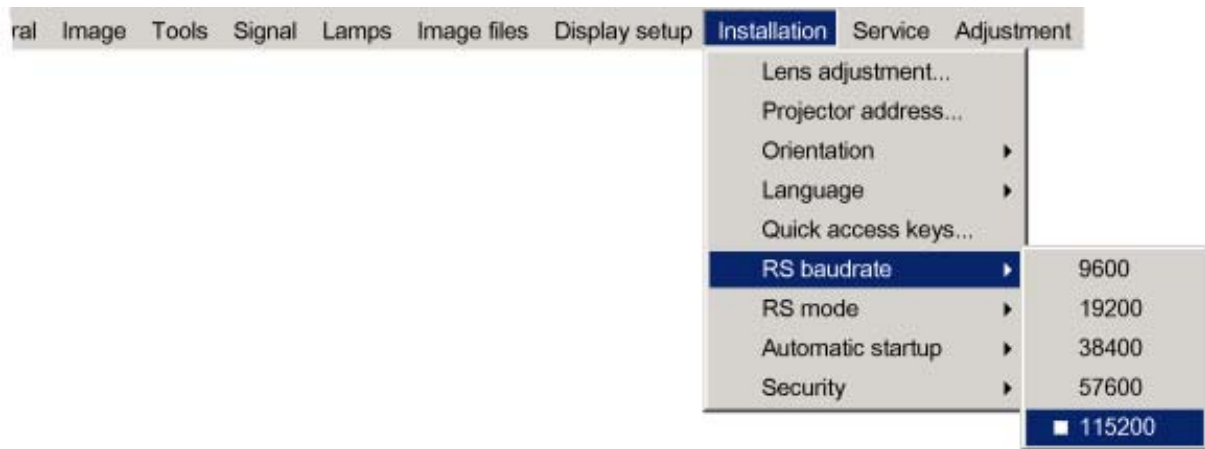 ral Image Tools Signal Lamps Image files Display setup Installation Service Adjustment
Lens adjustment...
Projector address...
Orientation
Language
Quick access keys...
RS baudrate
9600
RS mode
19200
Automatic startup
38400
Security
57600
115200